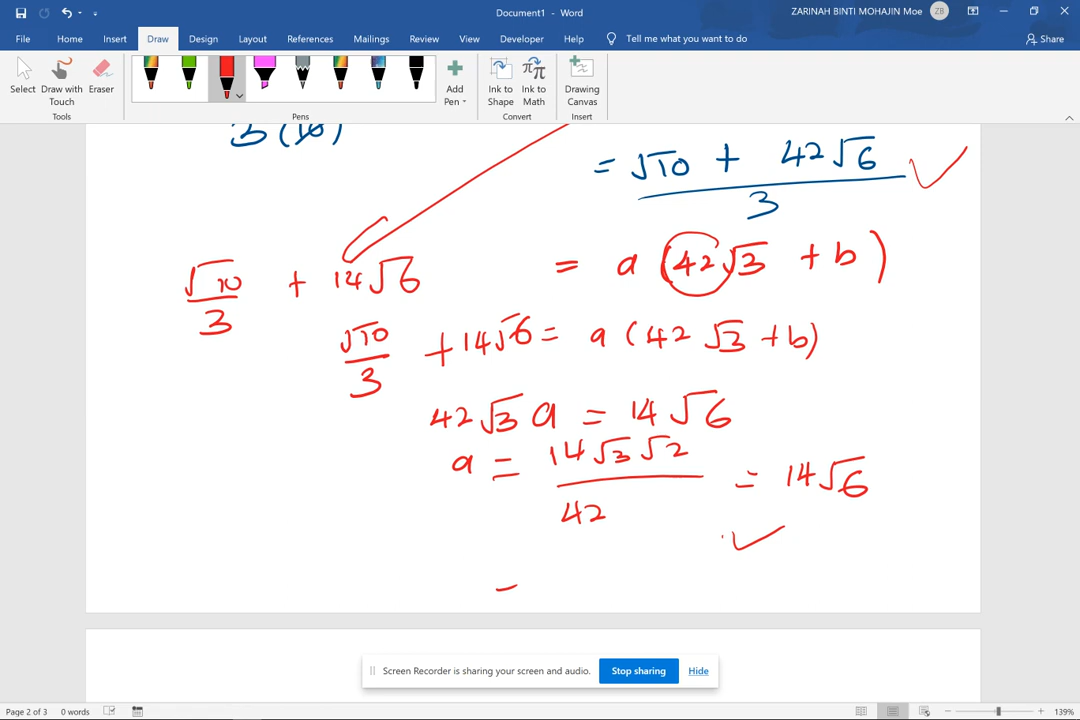 Document1 - Word
ZARINAH BINTI MOHAJIN Moe ZB
File Home Insert Draw Design Layout References Mailings Review View Developer Help Tell me what you want to do Share
Select Draw with Touch Eraser Add Pen Ink to Shape Ink to Math Drawing Canvas
Tools Pens Convert Insert
3 (10)
= √10 + 42√6
3
√10/3 + 14√6 = a (42√3 + b)
√10/3 + 14√6 = a (42 √3 + b)
42√3 a = 14√6
a = 14√3 √2 / 42 = 14√6
Screen Recorder is sharing your screen and audio. Stop sharing Hide
Page 2 of 3 0 words 139%